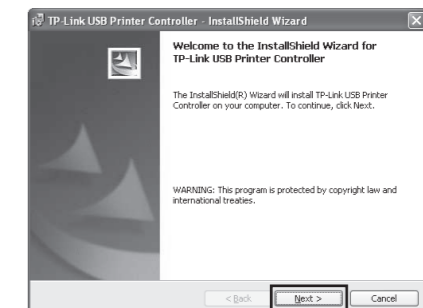 TP-Link USB Printer Controller - InstallShield Wizard
Welcome to the InstallShield Wizard for
TP-Link USB Printer Controller
The InstallShield(R) Wizard will install TP-Link USB Printer
Controller on your computer. To continue, click Next.
WARNING: This program is protected by copyright law and
international treaties.
< Back Next > Cancel